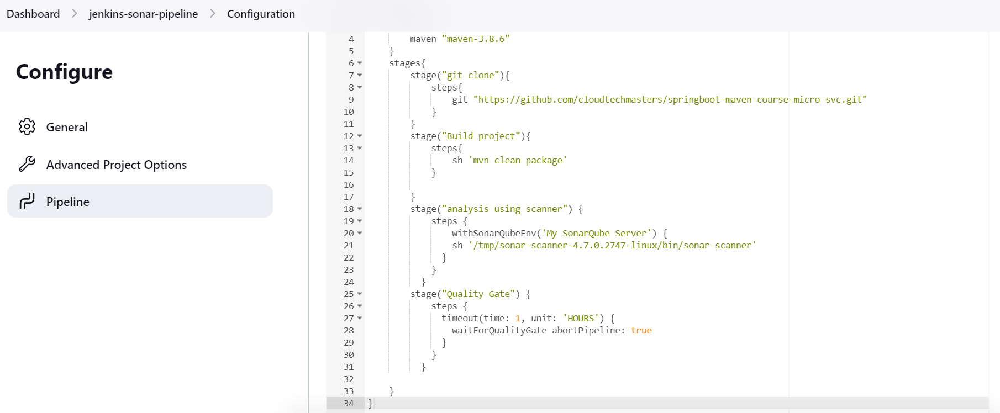 Dashboard > jenkins-sonar-pipeline > Configuration
Configure
General
Advanced Project Options
Pipeline
4 maven "maven-3.8.6"
5 }
6 stages{
7 stage("git clone"){
8 steps{
9 git "https://github.com/cloudtechmasters/springboot-maven-course-micro-svc.git"
10 }
11 }
12 stage("Build project"){
13 steps{
14 sh 'mvn clean package'
15 }
16
17 }
18 stage("analysis using scanner") {
19 steps {
20 withSonarQubeEnv('My SonarQube Server') {
21 sh '/tmp/sonar-scanner-4.7.0.2747-linux/bin/sonar-scanner'
22 }
23 }
24 }
25 stage("Quality Gate") {
26 steps {
27 timeout(time: 1, unit: 'HOURS') {
28 waitForQualityGate abortPipeline: true
29 }
30 }
31 }
32
33 }
34 }